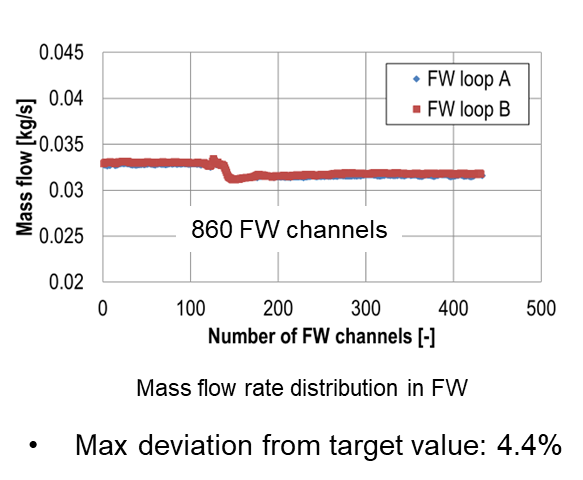 0.045
0.04
0.035
0.03
0.025
0.02
Mass flow [kg/s]
FW loop A
FW loop B
860 FW channels
0 100 200 300 400 500
Number of FW channels [-]
Mass flow rate distribution in FW
• Max deviation from target value: 4.4%